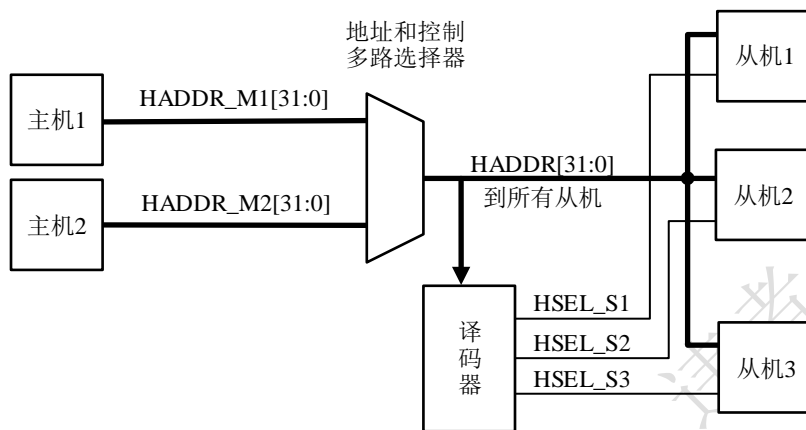 地址和控制
多路选择器
主机1
HADDR_M1[31:0]
从机1
HADDR[31:0]
到所有从机
主机2
HADDR_M2[31:0]
从机2
译码器
HSEL_S1
HSEL_S2
HSEL_S3
从机3